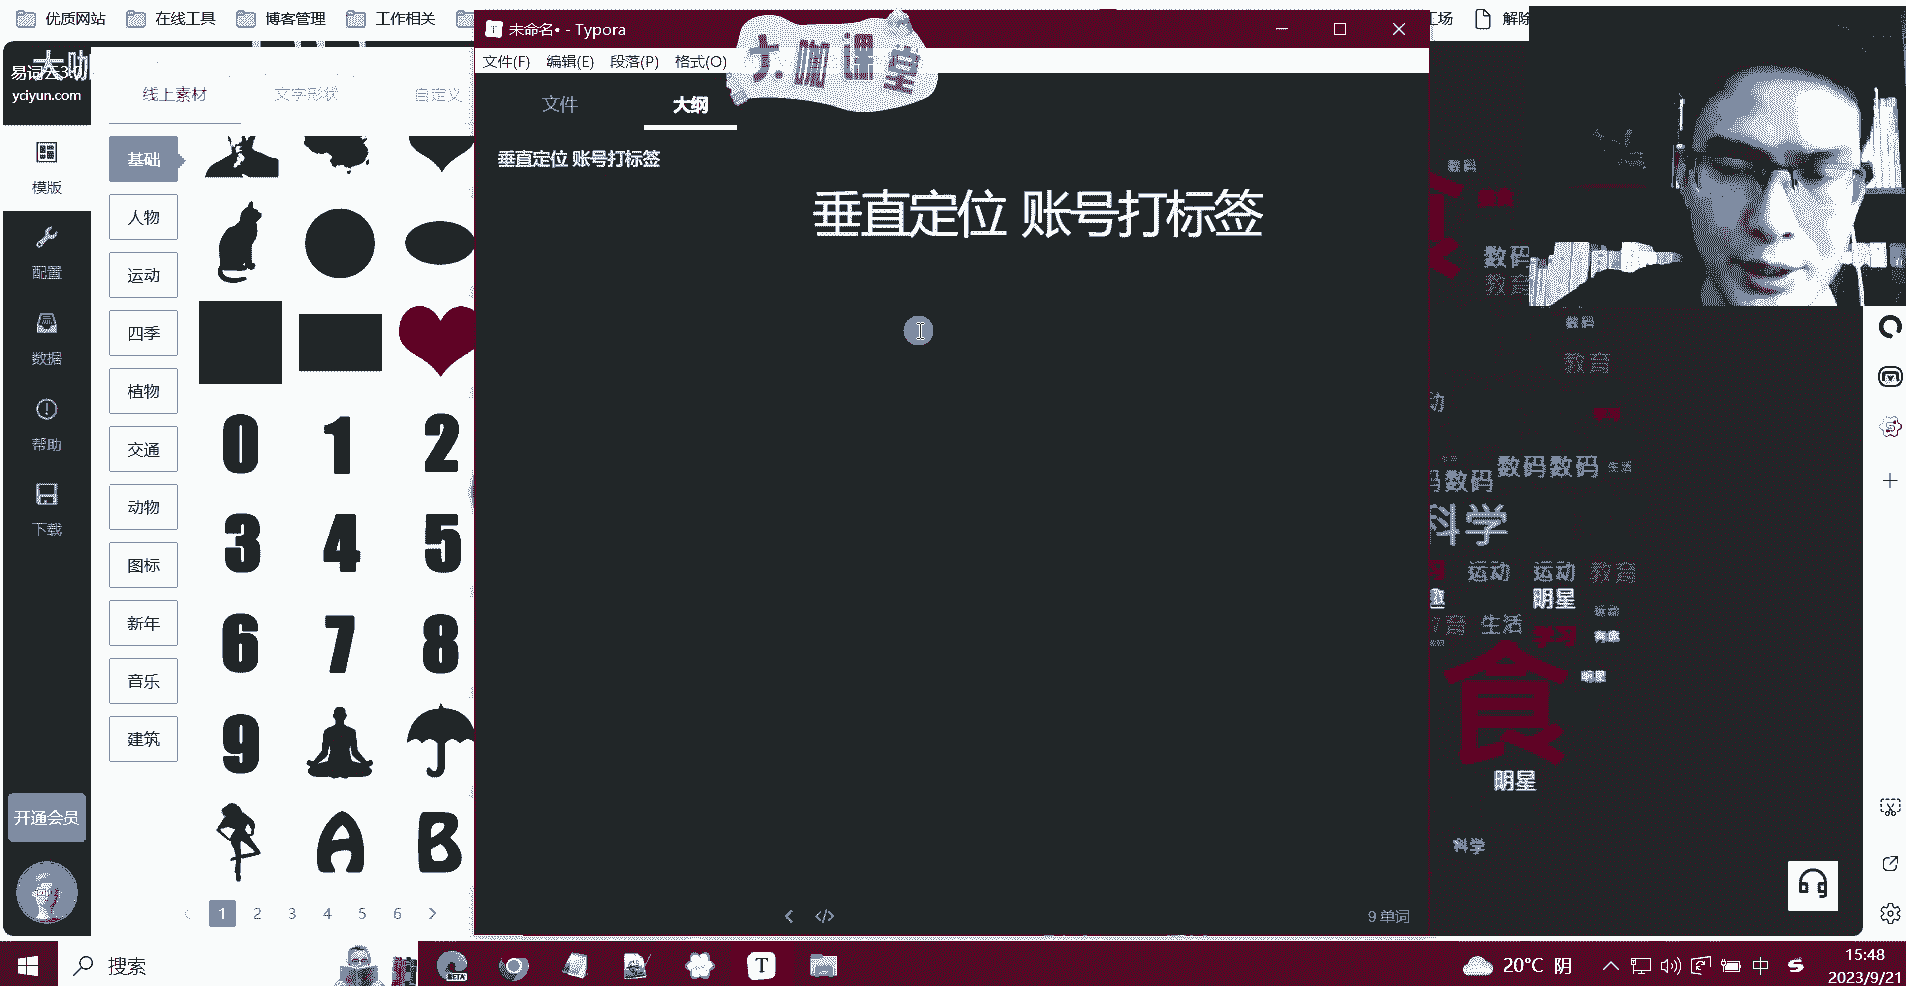 优质网站
在线工具
博客管理
工作相关
工场
解除
未命名• - Typora
文件(F) 编辑(E) 段落(P) 格式(O)
大咖课堂
大咖
易词云3.0
yciyun.com
线上素材
文字形状
自定义
文件
大纲
垂直定位 账号打标签
垂直定位 账号打标签
模版
配置
数据
帮助
下载
开通会员
基础
人物
运动
四季
植物
交通
动物
图标
新年
音乐
建筑
0 1 2
3 4 5
6 7 8
9
A B
1 2 3 4 5 6
9 单词
数码
数码
教育
数码
教育
动
数码数码
生活
码数码
科学
运动 运动 教育
明星
育 生活
学习
食
明星
科学
搜索
BETA
T
20°C 阴
中
15:48
2023/9/21